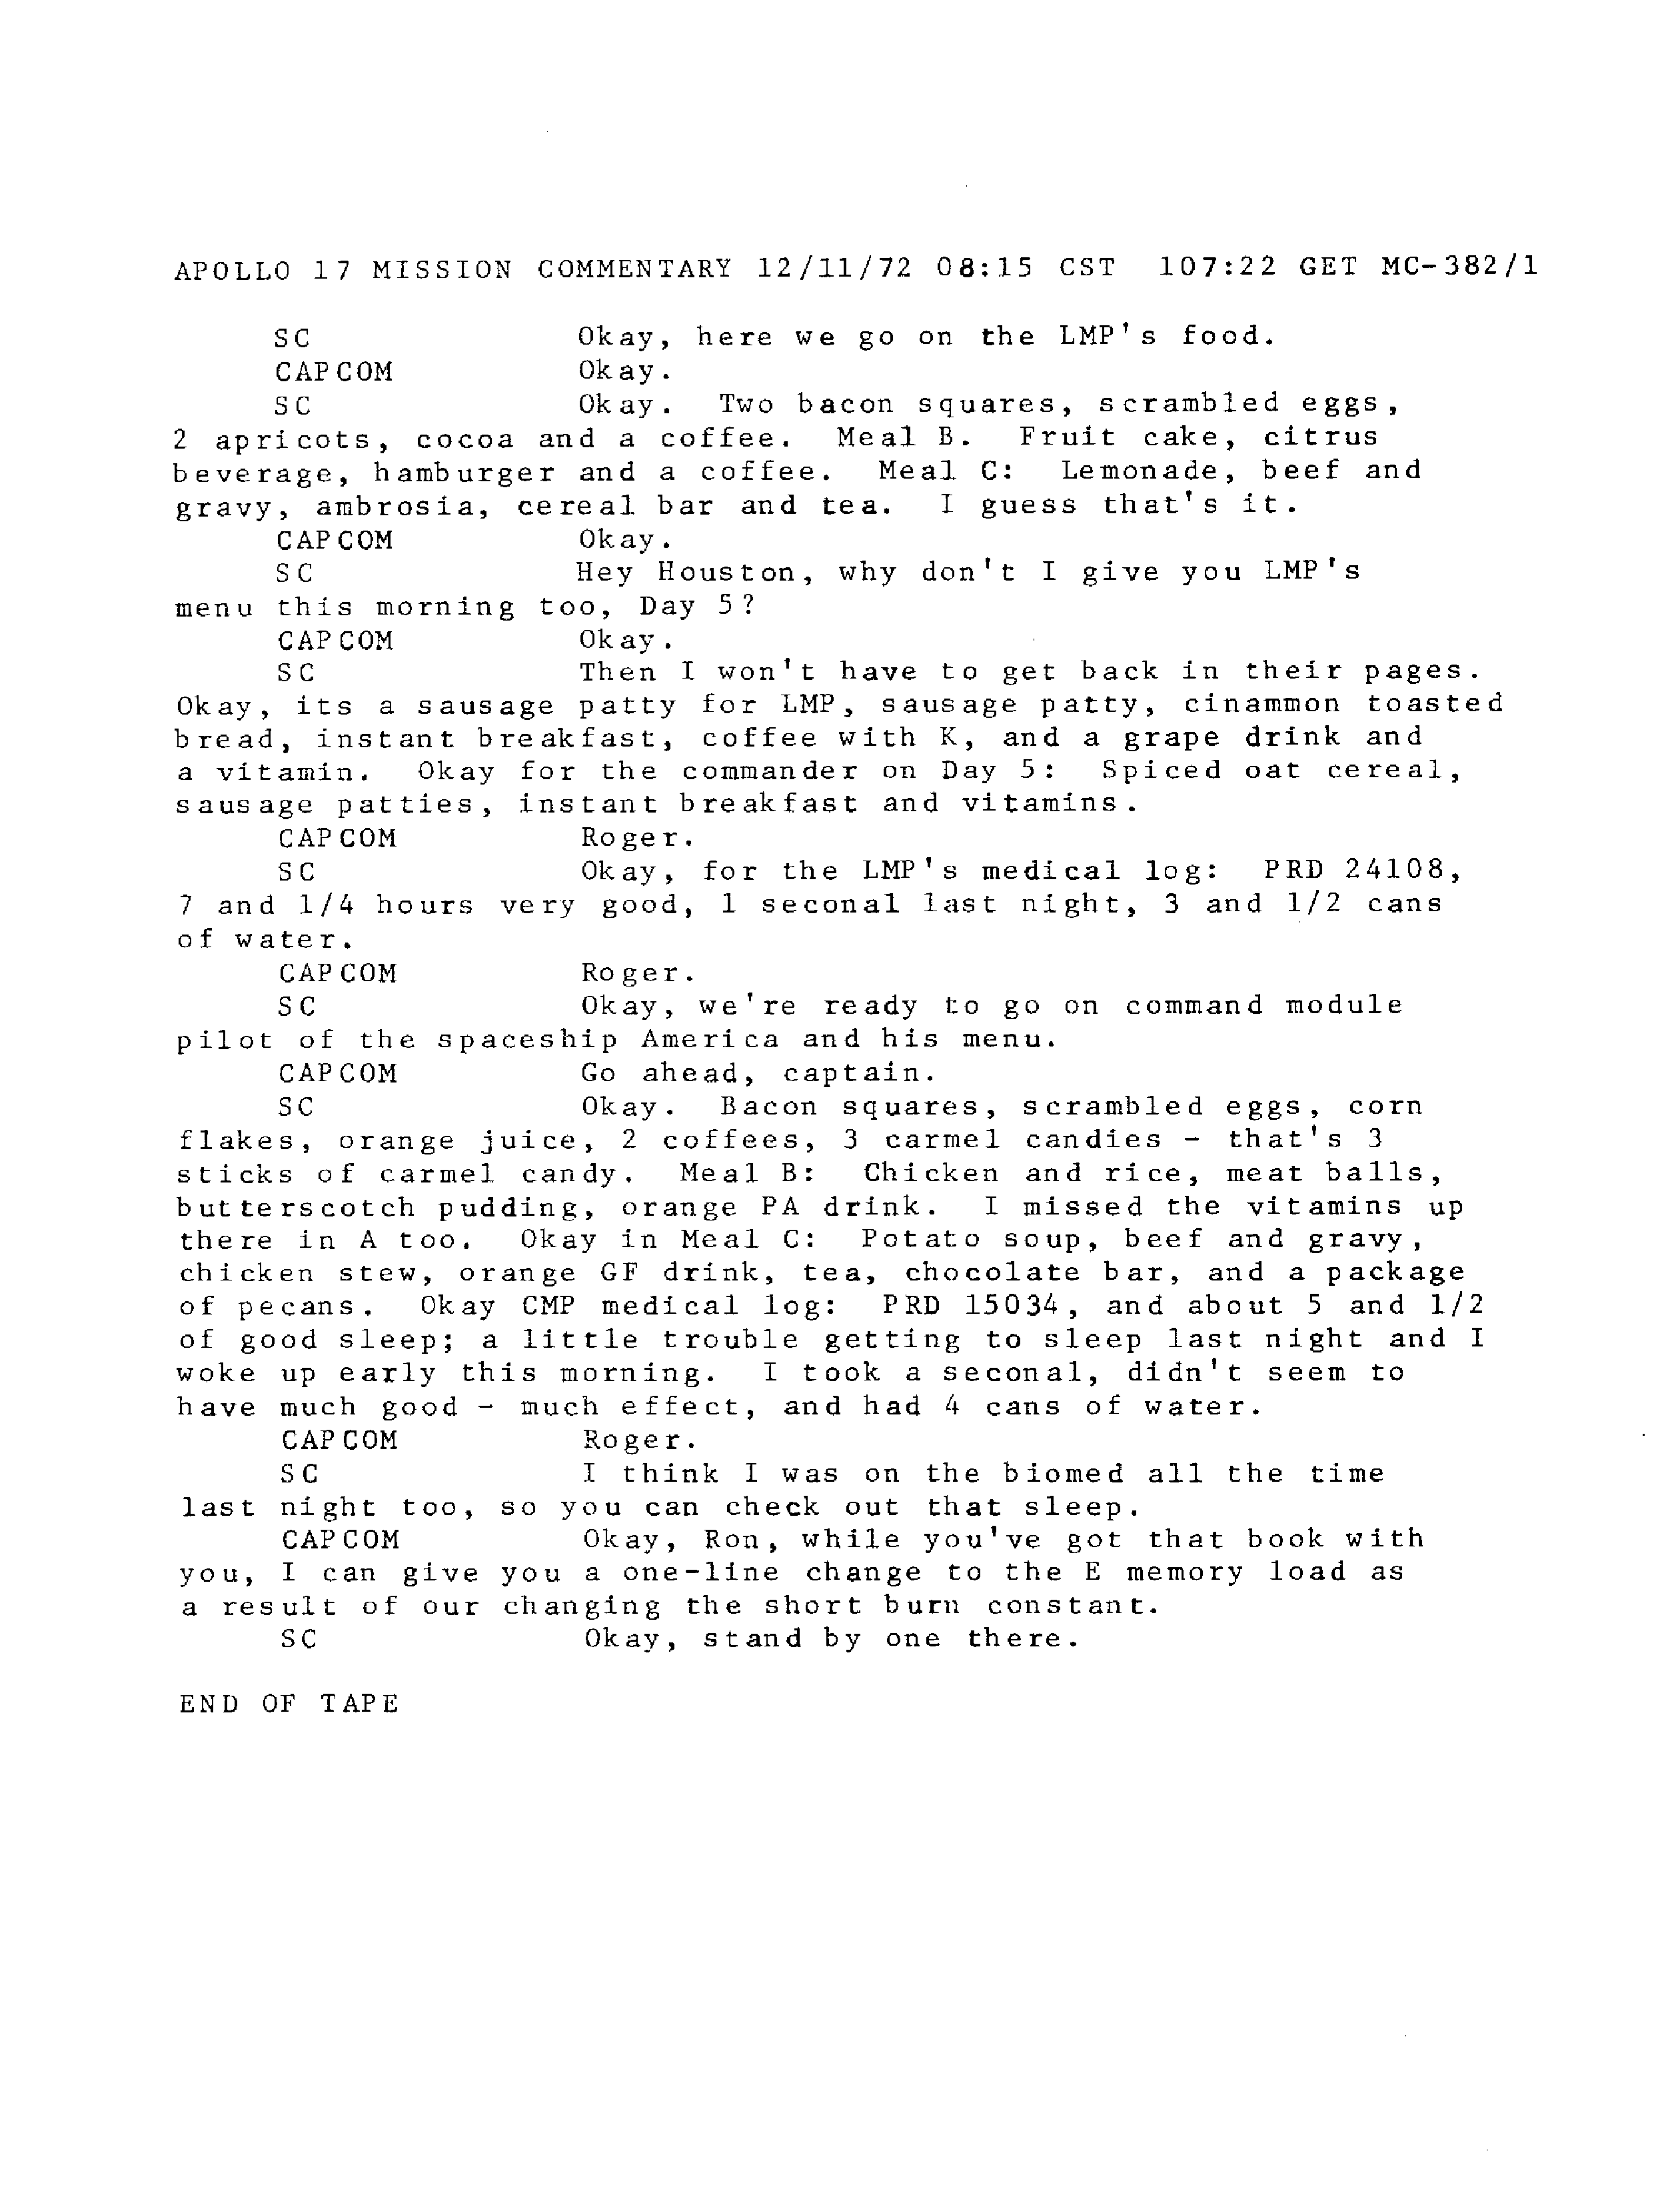 APOLLO 17 MISSION COMMENTARY 12/11/72 08:15 CST 107:22 GET MC-382/1
SC Okay, here we go on the LMP's food.
CAPCOM Okay.
SC Okay. Two bacon squares, scrambled eggs,
2 apricots, cocoa and a coffee. Meal B. Fruit cake, citrus
beverage, hamburger and a coffee. Meal C: Lemonade, beef and
gravy, ambrosia, cereal bar and tea. I guess that's it.
CAPCOM Okay.
SC Hey Houston, why don't I give you LMP's
menu this morning too, Day 5?
CAPCOM Okay.
SC Then I won't have to get back in their pages.
Okay, its a sausage patty for LMP, sausage patty, cinammon toasted
bread, instant breakfast, coffee with K, and a grape drink and
a vitamin. Okay for the commander on Day 5: Spiced oat cereal,
sausage patties, instant breakfast and vitamins.
CAPCOM Roger.
SC Okay, for the LMP's medical log: PRD 24108,
7 and 1/4 hours very good, 1 seconal last night, 3 and 1/2 cans
of water.
CAPCOM Roger.
SC Okay, we're ready to go on command module
pilot of the spaceship America and his menu.
CAPCOM Go ahead, captain.
SC Okay. Bacon squares, scrambled eggs, corn
flakes, orange juice, 2 coffees, 3 carmel candies - that's 3
sticks of carmel candy. Meal B: Chicken and rice, meat balls,
butterscotch pudding, orange PA drink. I missed the vitamins up
there in A too. Okay in Meal C: Potato soup, beef and gravy,
chicken stew, orange GF drink, tea, chocolate bar, and a package
of pecans. Okay CMP medical log: PRD 15034, and about 5 and 1/2
of good sleep; a little trouble getting to sleep last night and I
woke up early this morning. I took a seconal, didn't seem to
have much good - much effect, and had 4 cans of water.
CAPCOM Roger.
SC I think I was on the biomed all the time
last night too, so you can check out that sleep.
CAPCOM Okay, Ron, while you've got that book with
you, I can give you a one-line change to the E memory load as
a result of our changing the short burn constant.
SC Okay, stand by one there.
END OF TAPE